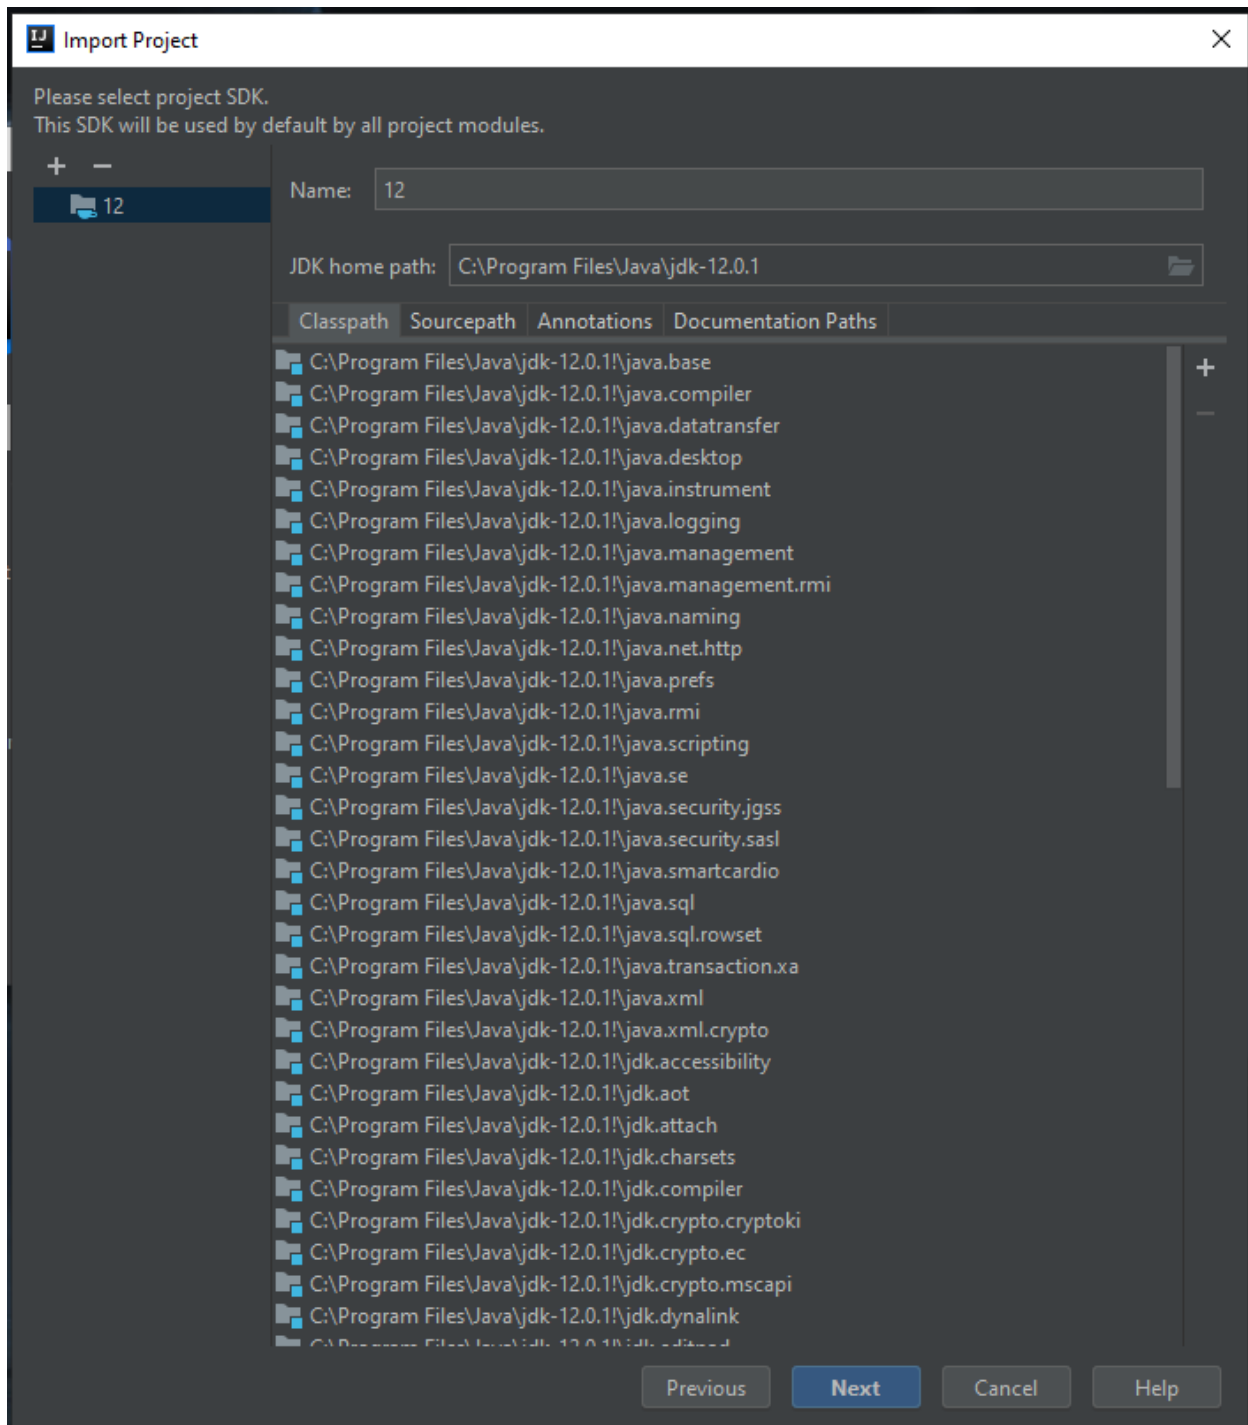 IJ
Import Project
Please select project SDK.
This SDK will be used by default by all project modules.
12
Name: 12
JDK home path: C:\Program Files\Java\jdk-12.0.1
Classpath Sourcepath Annotations Documentation Paths
C:\Program Files\Java\jdk-12.0.1!\java.base
C:\Program Files\Java\jdk-12.0.1!\java.compiler
C:\Program Files\Java\jdk-12.0.1!\java.datatransfer
C:\Program Files\Java\jdk-12.0.1!\java.desktop
C:\Program Files\Java\jdk-12.0.1!\java.instrument
C:\Program Files\Java\jdk-12.0.1!\java.logging
C:\Program Files\Java\jdk-12.0.1!\java.management
C:\Program Files\Java\jdk-12.0.1!\java.management.rmi
C:\Program Files\Java\jdk-12.0.1!\java.naming
C:\Program Files\Java\jdk-12.0.1!\java.net.http
C:\Program Files\Java\jdk-12.0.1!\java.prefs
C:\Program Files\Java\jdk-12.0.1!\java.rmi
C:\Program Files\Java\jdk-12.0.1!\java.scripting
C:\Program Files\Java\jdk-12.0.1!\java.se
C:\Program Files\Java\jdk-12.0.1!\java.security.jgss
C:\Program Files\Java\jdk-12.0.1!\java.security.sasl
C:\Program Files\Java\jdk-12.0.1!\java.smartcardio
C:\Program Files\Java\jdk-12.0.1!\java.sql
C:\Program Files\Java\jdk-12.0.1!\java.sql.rowset
C:\Program Files\Java\jdk-12.0.1!\java.transaction.xa
C:\Program Files\Java\jdk-12.0.1!\java.xml
C:\Program Files\Java\jdk-12.0.1!\java.xml.crypto
C:\Program Files\Java\jdk-12.0.1!\jdk.accessibility
C:\Program Files\Java\jdk-12.0.1!\jdk.aot
C:\Program Files\Java\jdk-12.0.1!\jdk.attach
C:\Program Files\Java\jdk-12.0.1!\jdk.charsets
C:\Program Files\Java\jdk-12.0.1!\jdk.compiler
C:\Program Files\Java\jdk-12.0.1!\jdk.crypto.cryptoki
C:\Program Files\Java\jdk-12.0.1!\jdk.crypto.ec
C:\Program Files\Java\jdk-12.0.1!\jdk.crypto.mscapi
C:\Program Files\Java\jdk-12.0.1!\jdk.dynalink
Previous Next Cancel Help